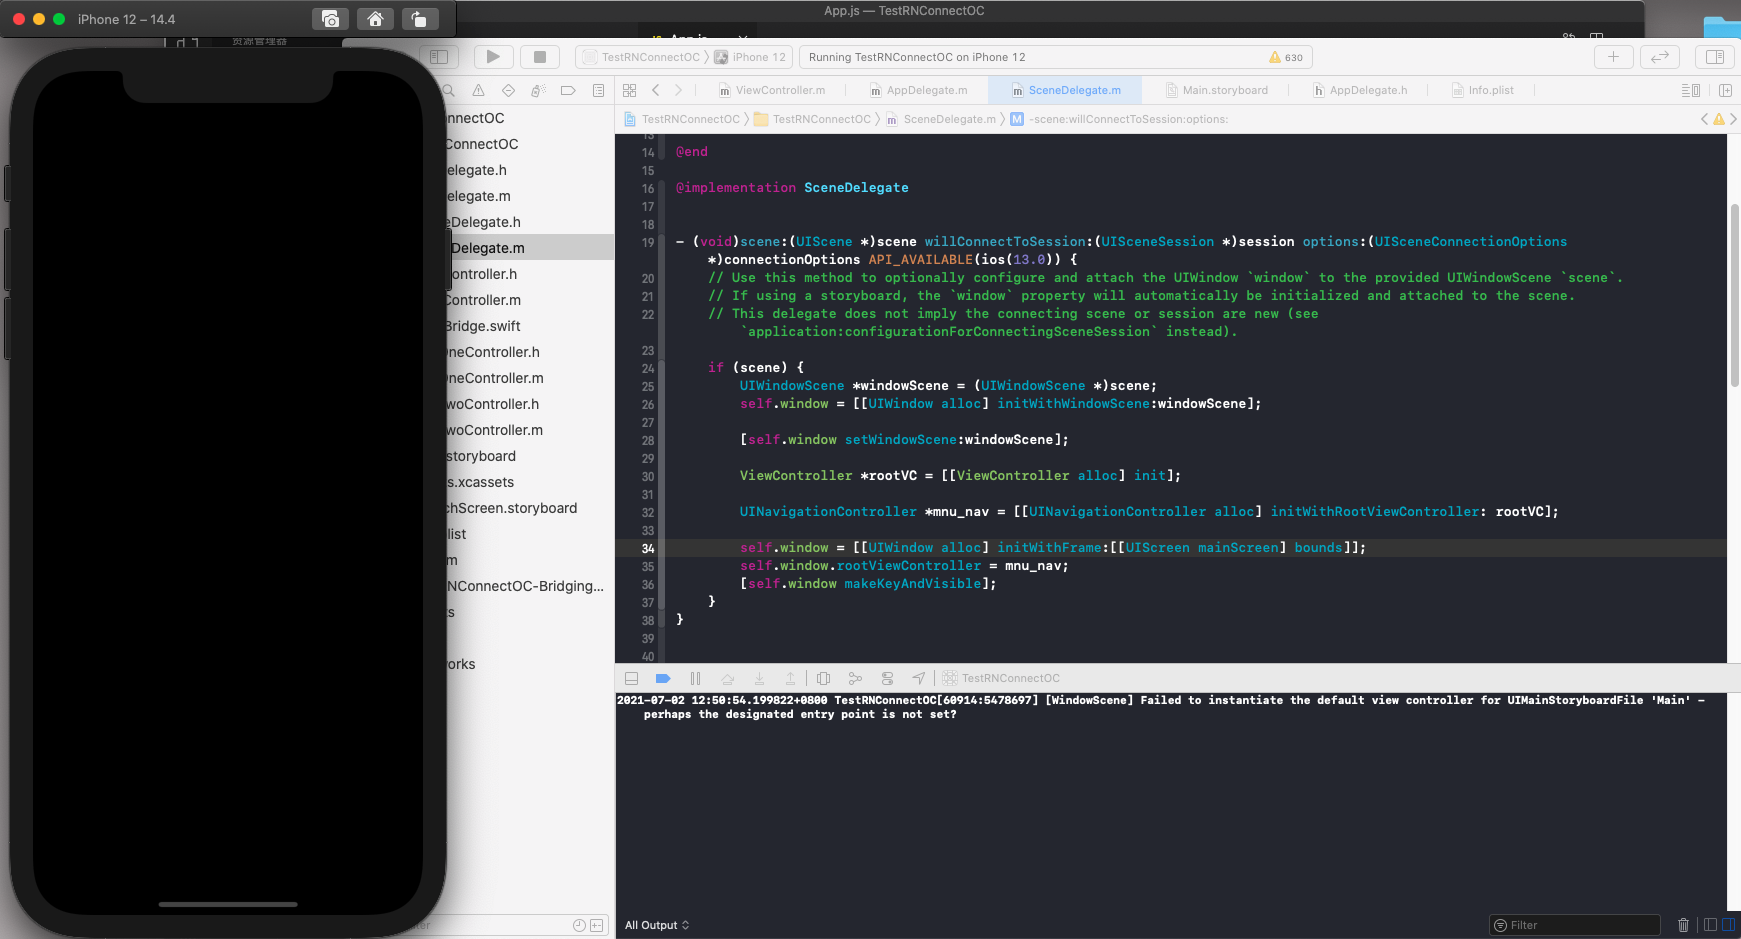 App.js — TestRNConnectOC
iPhone 12 – 14.4
资源管理器
TestRNConnectOC
iPhone 12
Running TestRNConnectOC on iPhone 12
630
ViewController.m
AppDelegate.m
SceneDelegate.m
Main.storyboard
AppDelegate.h
Info.plist
TestRNConnectOC
TestRNConnectOC
SceneDelegate.m
M
-scene:willConnectToSession:options:
nnectOC
ConnectOC
elegate.h
elegate.m
eDelegate.h
Delegate.m
ontroller.h
Controller.m
Bridge.swift
neController.h
neController.m
woController.h
woController.m
storyboard
s.xcassets
chScreen.storyboard
list
m
NConnectOC-Bridging...
ts
orks
13
14 @end
15
16 @implementation SceneDelegate
17
18
19 – (void)scene:(UIScene *)scene willConnectToSession:(UISceneSession *)session options:(UISceneConnectionOptions
*)connectionOptions API_AVAILABLE(ios(13.0)) {
20 // Use this method to optionally configure and attach the UIWindow `window` to the provided UIWindowScene `scene`.
21 // If using a storyboard, the `window` property will automatically be initialized and attached to the scene.
22 // This delegate does not imply the connecting scene or session are new (see
`application:configurationForConnectingSceneSession` instead).
23
24 if (scene) {
25 UIWindowScene *windowScene = (UIWindowScene *)scene;
26 self.window = [[UIWindow alloc] initWithWindowScene:windowScene];
27
28 [self.window setWindowScene:windowScene];
29
30 ViewController *rootVC = [[ViewController alloc] init];
31
32 UINavigationController *mnu_nav = [[UINavigationController alloc] initWithRootViewController: rootVC];
33
34 self.window = [[UIWindow alloc] initWithFrame:[[UIScreen mainScreen] bounds]];
35 self.window.rootViewController = mnu_nav;
36 [self.window makeKeyAndVisible];
37 }
38 }
39
40
TestRNConnectOC
2021-07-02 12:50:54.199822+0800 TestRNConnectOC[60914:5478697] [WindowScene] Failed to instantiate the default view controller for UIMainStoryboardFile 'Main' –
perhaps the designated entry point is not set?
All Output
Filter